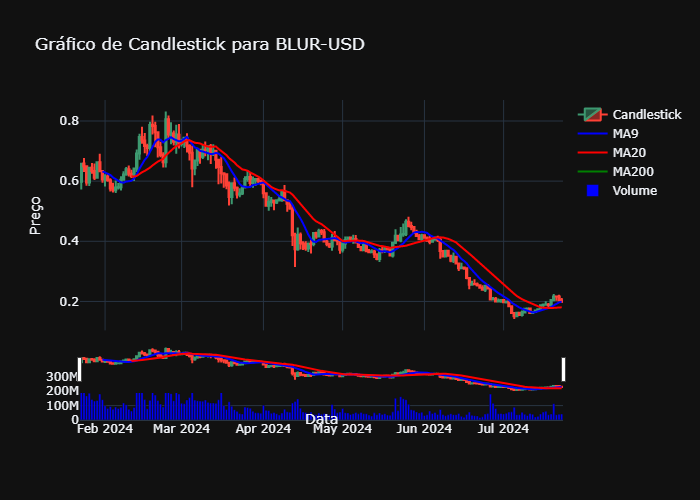 Gráfico de Candlestick para BLUR-USD
Candlestick
MA9
MA20
MA200
Volume
Preço
0.8
0.6
0.4
0.2
300M
200M
100M
0
Data
Feb 2024
Mar 2024
Apr 2024
May 2024
Jun 2024
Jul 2024